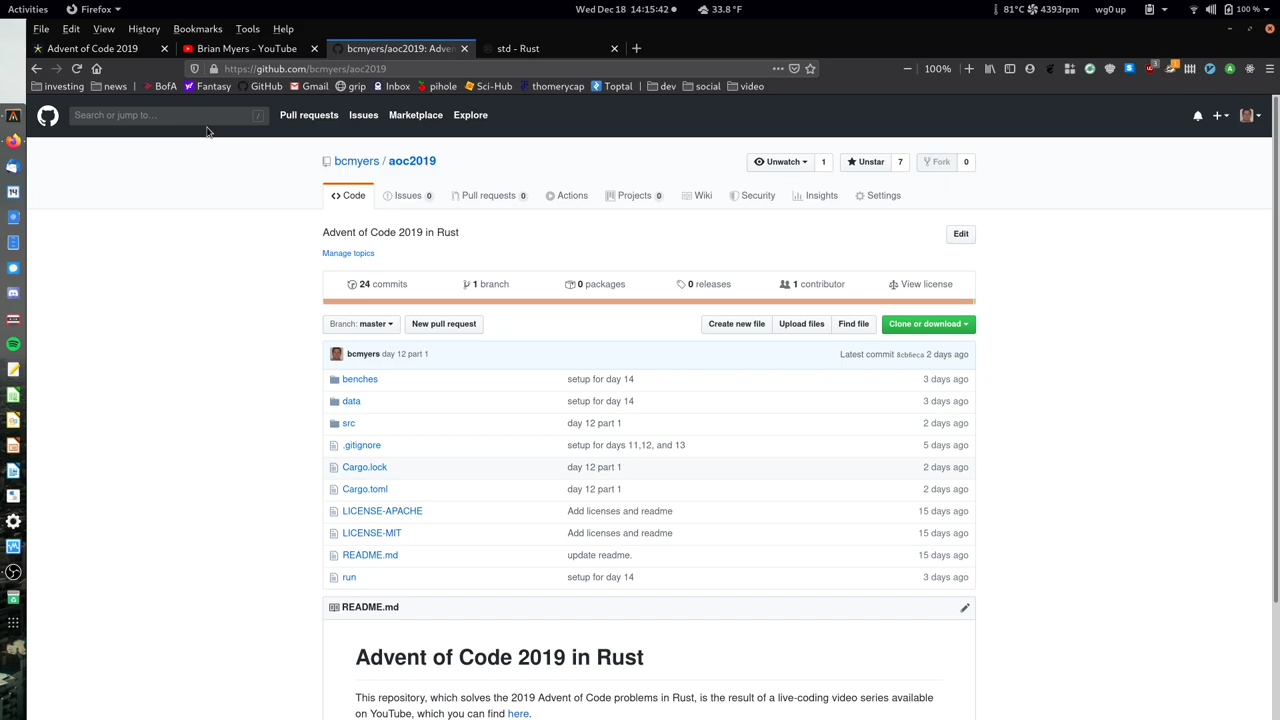 Activities Firefox Wed Dec 18 14:15:42 33.8 °F 81°C 4393rpm wg0 up 100 %
File Edit View History Bookmarks Tools Help
Advent of Code 2019 Brian Myers - YouTube bcmyers/aoc2019: Adven std - Rust
https://github.com/bcmyers/aoc2019 100%
investing news BofA Fantasy GitHub Gmail grip Inbox pihole Sci-Hub thomerycap Toptal dev social video
Search or jump to… / Pull requests Issues Marketplace Explore
bcmyers / aoc2019 Unwatch 1 Unstar 7 Fork 0
Code Issues 0 Pull requests 0 Actions Projects 0 Wiki Security Insights Settings
Advent of Code 2019 in Rust Edit
Manage topics
24 commits 1 branch 0 packages 0 releases 1 contributor View license
Branch: master New pull request Create new file Upload files Find file Clone or download
bcmyers day 12 part 1 Latest commit 8cb6eca 2 days ago
benches setup for day 14 3 days ago
data setup for day 14 3 days ago
src day 12 part 1 2 days ago
.gitignore setup for days 11,12, and 13 5 days ago
Cargo.lock day 12 part 1 2 days ago
Cargo.toml day 12 part 1 2 days ago
LICENSE-APACHE Add licenses and readme 15 days ago
LICENSE-MIT Add licenses and readme 15 days ago
README.md update readme. 15 days ago
run setup for day 14 3 days ago
README.md
Advent of Code 2019 in Rust
This repository, which solves the 2019 Advent of Code problems in Rust, is the result of a live-coding video series available
on YouTube, which you can find here.